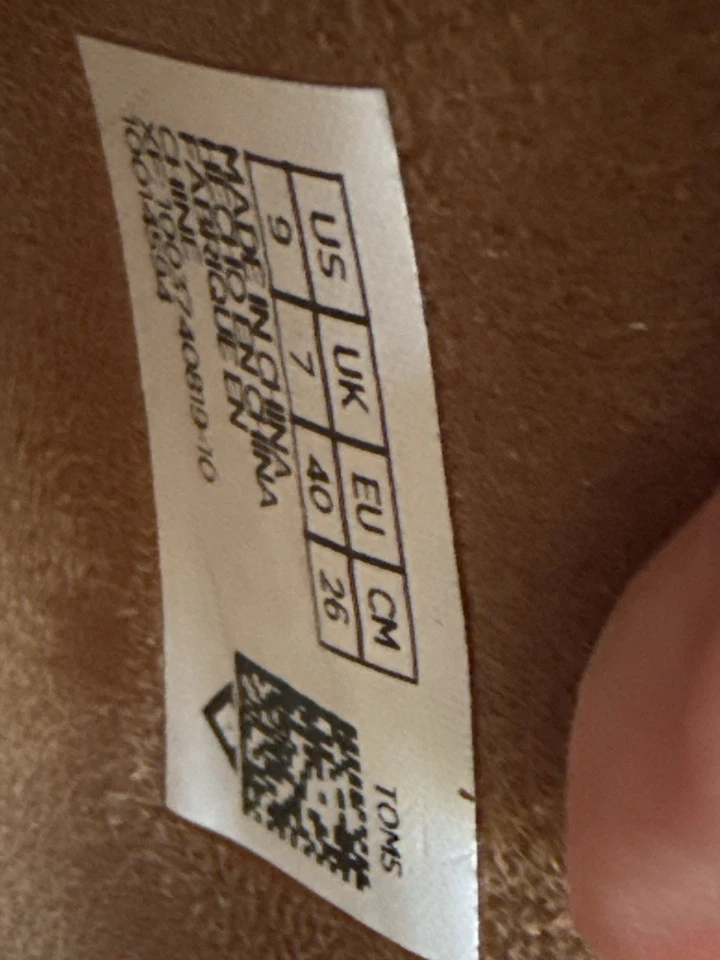 TOMS
US UK EU CM
9 7 40 26
MADE IN CHINA
HECHO EN CHINA
FABRIQUE EN
CHINE